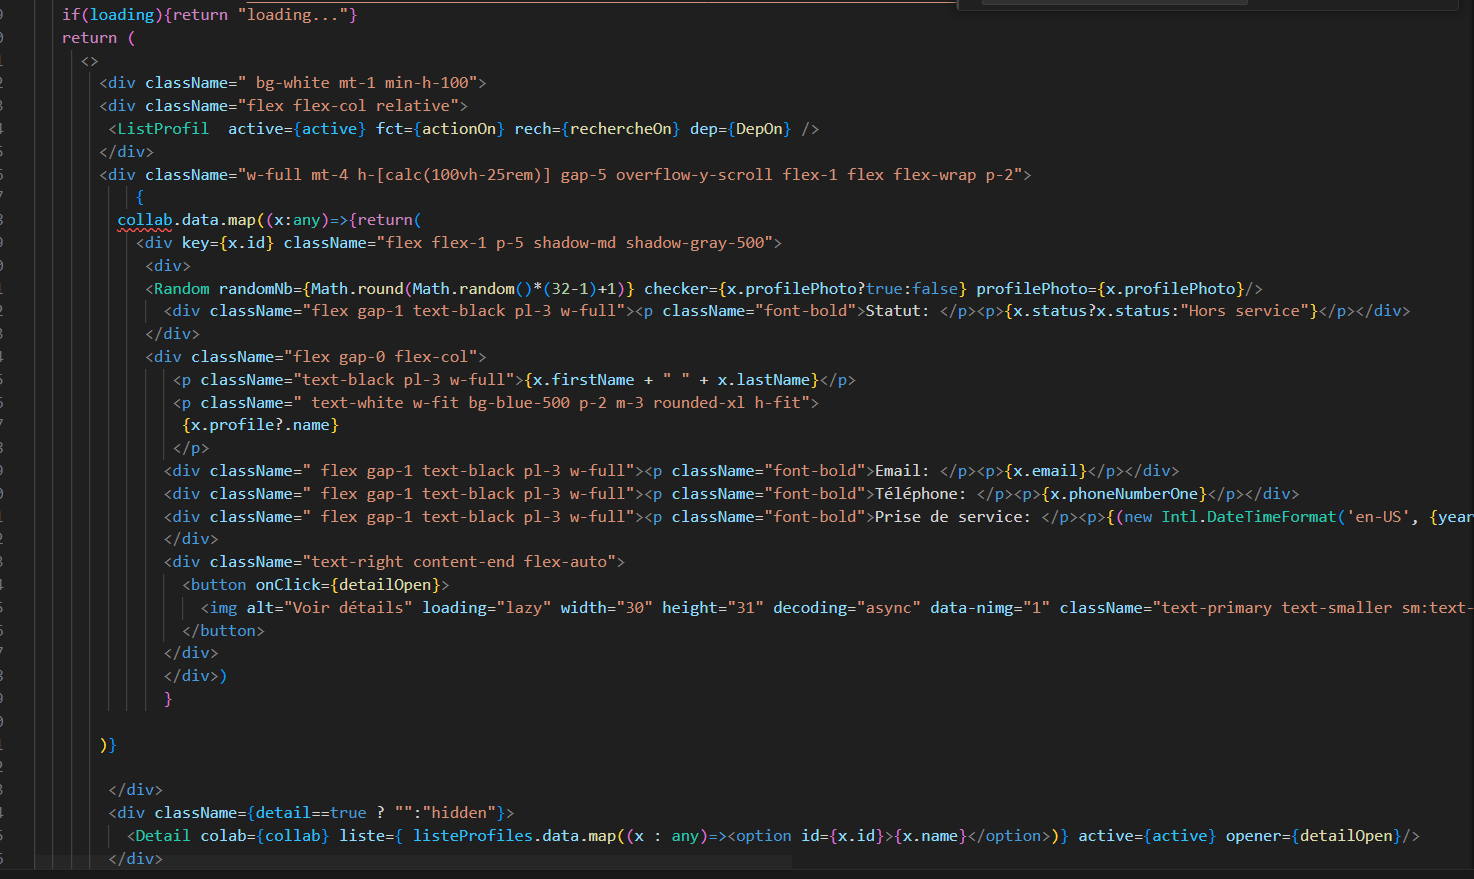 if(loading){return "loading..."}
return (
<>
<div className=" bg-white mt-1 min-h-100">
<div className="flex flex-col relative">
<ListProfil  active={active} fct={actionOn} rech={rechercheOn} dep={DepOn} />
</div>
<div className="w-full mt-4 h-[calc(100vh-25rem)] gap-5 overflow-y-scroll flex-1 flex flex-wrap p-2">
{
collab.data.map((x:any)=>{return(
<div key={x.id} className="flex flex-1 p-5 shadow-md shadow-gray-500">
<div>
<Random randomNb={Math.round(Math.random()*(32-1)+1)} checker={x.profilePhoto?true:false} profilePhoto={x.profilePhoto}/>
<div className="flex gap-1 text-black pl-3 w-full"><p className="font-bold">Statut: </p><p>{x.status?x.status:"Hors service"}</p></div>
</div>
<div className="flex gap-0 flex-col">
<p className="text-black pl-3 w-full">{x.firstName + " " + x.lastName}</p>
<p className=" text-white w-fit bg-blue-500 p-2 m-3 rounded-xl h-fit">
{x.profile?.name}
</p>
<div className=" flex gap-1 text-black pl-3 w-full"><p className="font-bold">Email: </p><p>{x.email}</p></div>
<div className=" flex gap-1 text-black pl-3 w-full"><p className="font-bold">Téléphone: </p><p>{x.phoneNumberOne}</p></div>
<div className=" flex gap-1 text-black pl-3 w-full"><p className="font-bold">Prise de service: </p><p>{(new Intl.DateTimeFormat('en-US', {year
</div>
<div className="text-right content-end flex-auto">
<button onClick={detailOpen}>
<img alt="Voir détails" loading="lazy" width="30" height="31" decoding="async" data-nimg="1" className="text-primary text-smaller sm:text-
</button>
</div>
</div>)
}
)}
</div>
<div className={detail==true ? "":"hidden"}>
<Detail colab={collab} liste={ listeProfiles.data.map((x : any)=><option id={x.id}>{x.name}</option>)} active={active} opener={detailOpen}/>
</div>